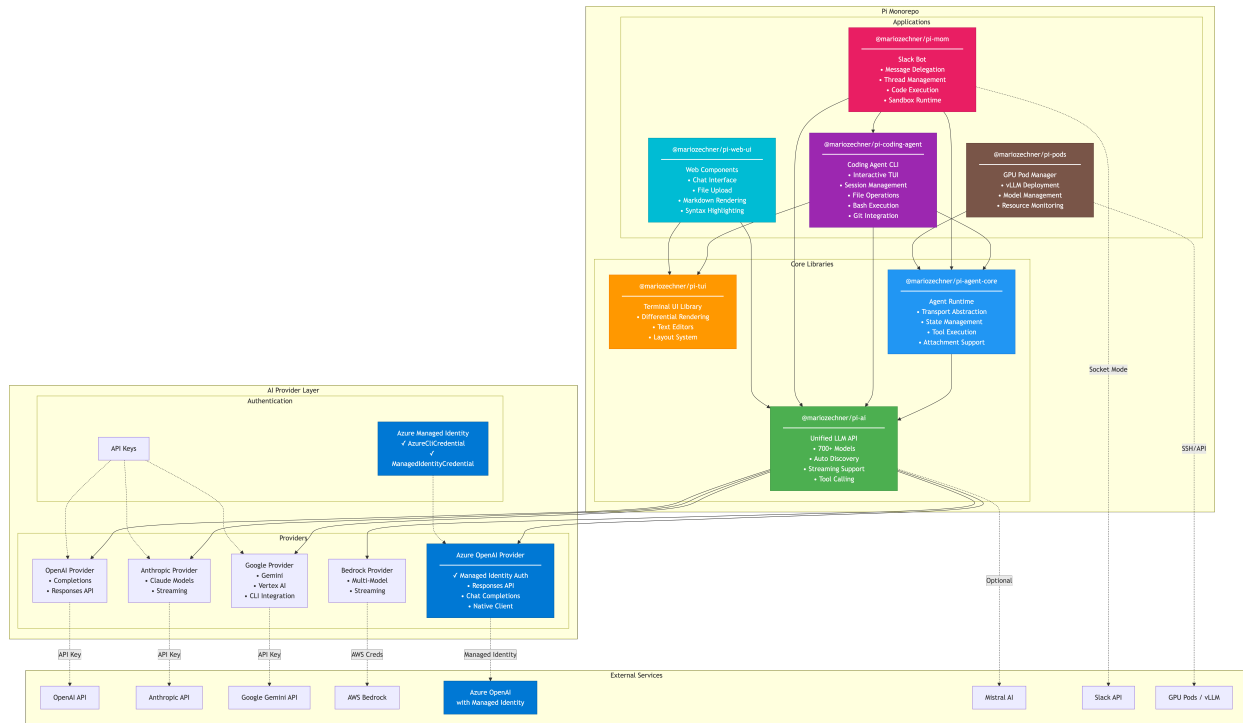 Pi Monorepo
Applications
@mariozechner/pi-mom
Slack Bot
• Message Delegation
• Thread Management
• Code Execution
• Sandbox Runtime
@mariozechner/pi-web-ui
Web Components
• Chat Interface
• File Upload
• Markdown Rendering
• Syntax Highlighting
@mariozechner/pi-coding-agent
Coding Agent CLI
• Interactive TUI
• Session Management
• File Operations
• Bash Execution
• Git Integration
@mariozechner/pi-pods
GPU Pod Manager
• vLLM Deployment
• Model Management
• Resource Monitoring
Core Libraries
@mariozechner/pi-tui
Terminal UI Library
• Differential Rendering
• Text Editors
• Layout System
@mariozechner/pi-agent-core
Agent Runtime
• Transport Abstraction
• State Management
• Tool Execution
• Attachment Support
@mariozechner/pi-ai
Unified LLM API
• 700+ Models
• Auto Discovery
• Streaming Support
• Tool Calling
Socket Mode
SSH/API
Optional
AI Provider Layer
Authentication
API Keys
Azure Managed Identity
✓ AzureCliCredential
✓
ManagedIdentityCredential
Providers
OpenAI Provider
• Completions
• Responses API
Anthropic Provider
• Claude Models
• Streaming
Google Provider
• Gemini
• Vertex AI
• CLI Integration
Bedrock Provider
• Multi-Model
• Streaming
Azure OpenAI Provider
✓ Managed Identity Auth
• Responses API
• Chat Completions
• Native Client
API Key
API Key
API Key
AWS Creds
Managed Identity
External Services
OpenAI API
Anthropic API
Google Gemini API
AWS Bedrock
Azure OpenAI
with Managed Identity
Mistral AI
Slack API
GPU Pods / vLLM